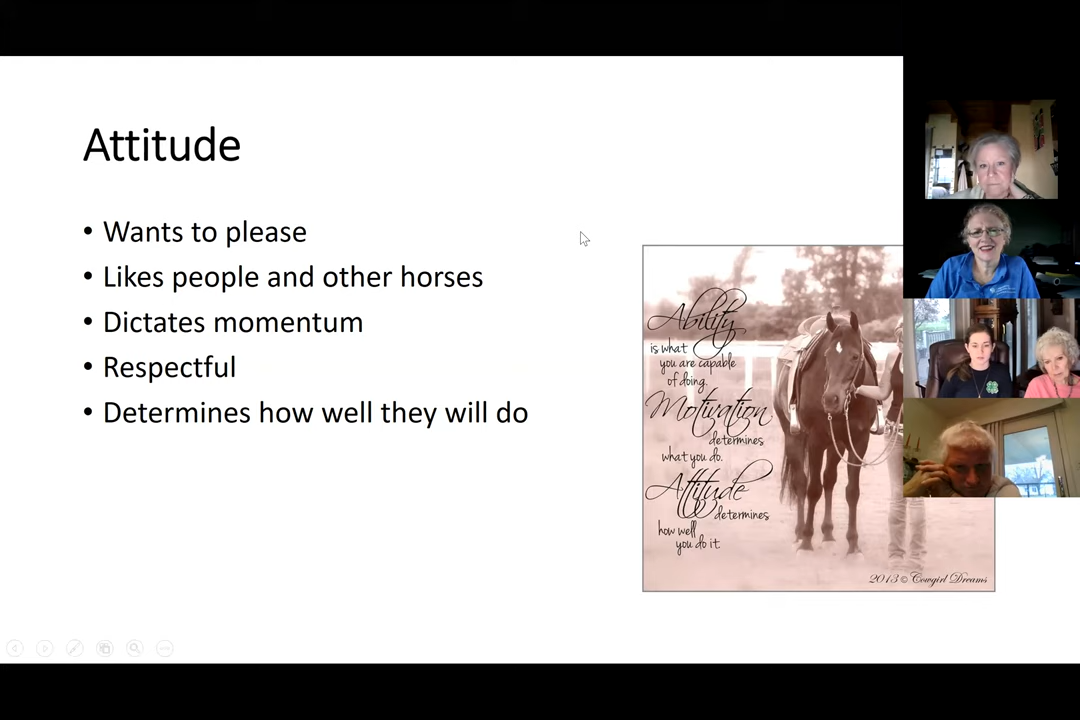 Attitude
• Wants to please
• Likes people and other horses
• Dictates momentum
• Respectful
• Determines how well they will do
Ability
is what
you are capable
of doing.
Motivation
determines
what you do.
Attitude
determines
how well
you do it.
2013 © Cowgirl Dreams